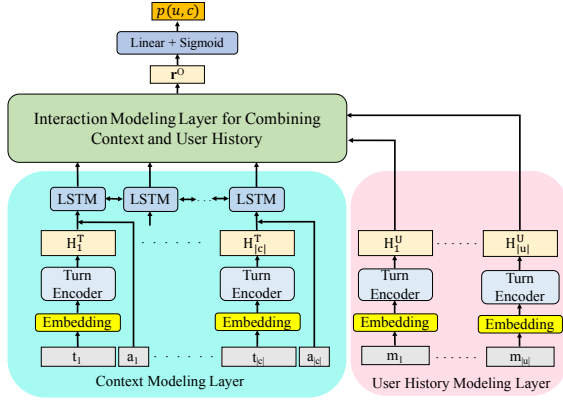 p(u, c)
Linear + Sigmoid
r^O
Interaction Modeling Layer for Combining
Context and User History
LSTM LSTM ... LSTM
H_1^T ...... H_{|c|}^T H_1^U ...... H_{|u|}^U
Turn
Encoder
Turn
Encoder
Turn
Encoder
Turn
Encoder
Embedding Embedding Embedding Embedding
t_1 a_1 ...... t_{|c|} a_{|c|} m_1 ...... m_{|u|}
Context Modeling Layer
User History Modeling Layer